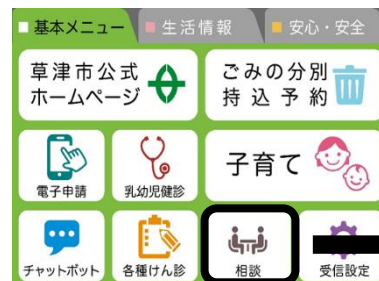 基本メニュー
生活情報
安心・安全
草津市公式
ホームページ
ごみの分別
持込予約
電子申請
乳幼児健診
子育て
チャットボット
各種けん診
相談
受信設定